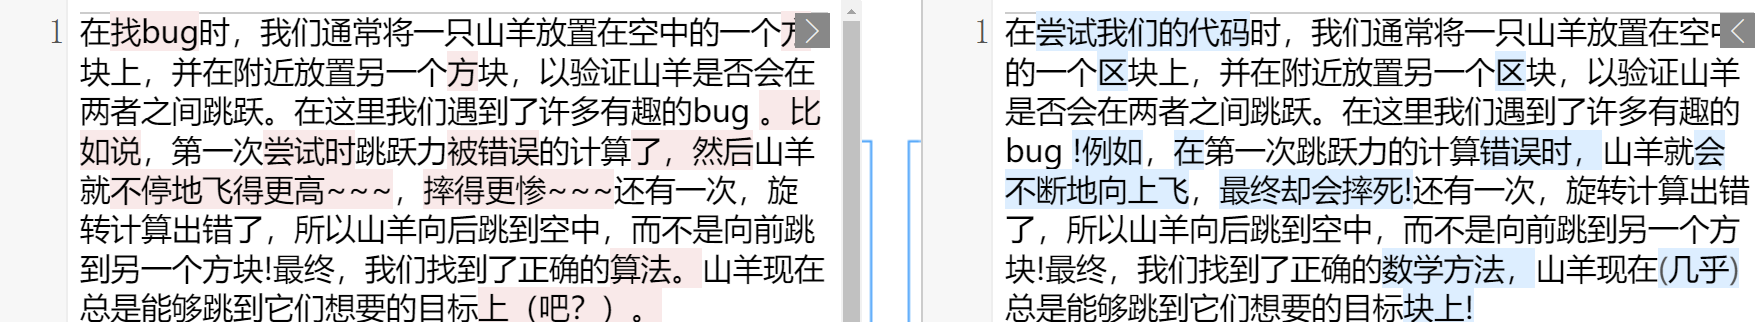 1
在找bug时，我们通常将一只山羊放置在空中的一个方
块上，并在附近放置另一个方块，以验证山羊是否会在
两者之间跳跃。在这里我们遇到了许多有趣的bug 。比
如说，第一次尝试时跳跃力被错误的计算了，然后山羊
就不停地飞得更高~~~，摔得更惨~~~还有一次，旋
转计算出错了，所以山羊向后跳到空中，而不是向前跳
到另一个方块!最终，我们找到了正确的算法。山羊现在
总是能够跳到它们想要的目标上（吧？）。
1
在尝试我们的代码时，我们通常将一只山羊放置在空中
的一个区块上，并在附近放置另一个区块，以验证山羊
是否会在两者之间跳跃。在这里我们遇到了许多有趣的
bug !例如，在第一次跳跃力的计算错误时，山羊就会
不断地向上飞，最终却会摔死!还有一次，旋转计算出错
了，所以山羊向后跳到空中，而不是向前跳到另一个方
块!最终，我们找到了正确的数学方法，山羊现在(几乎)
总是能够跳到它们想要的目标块上!